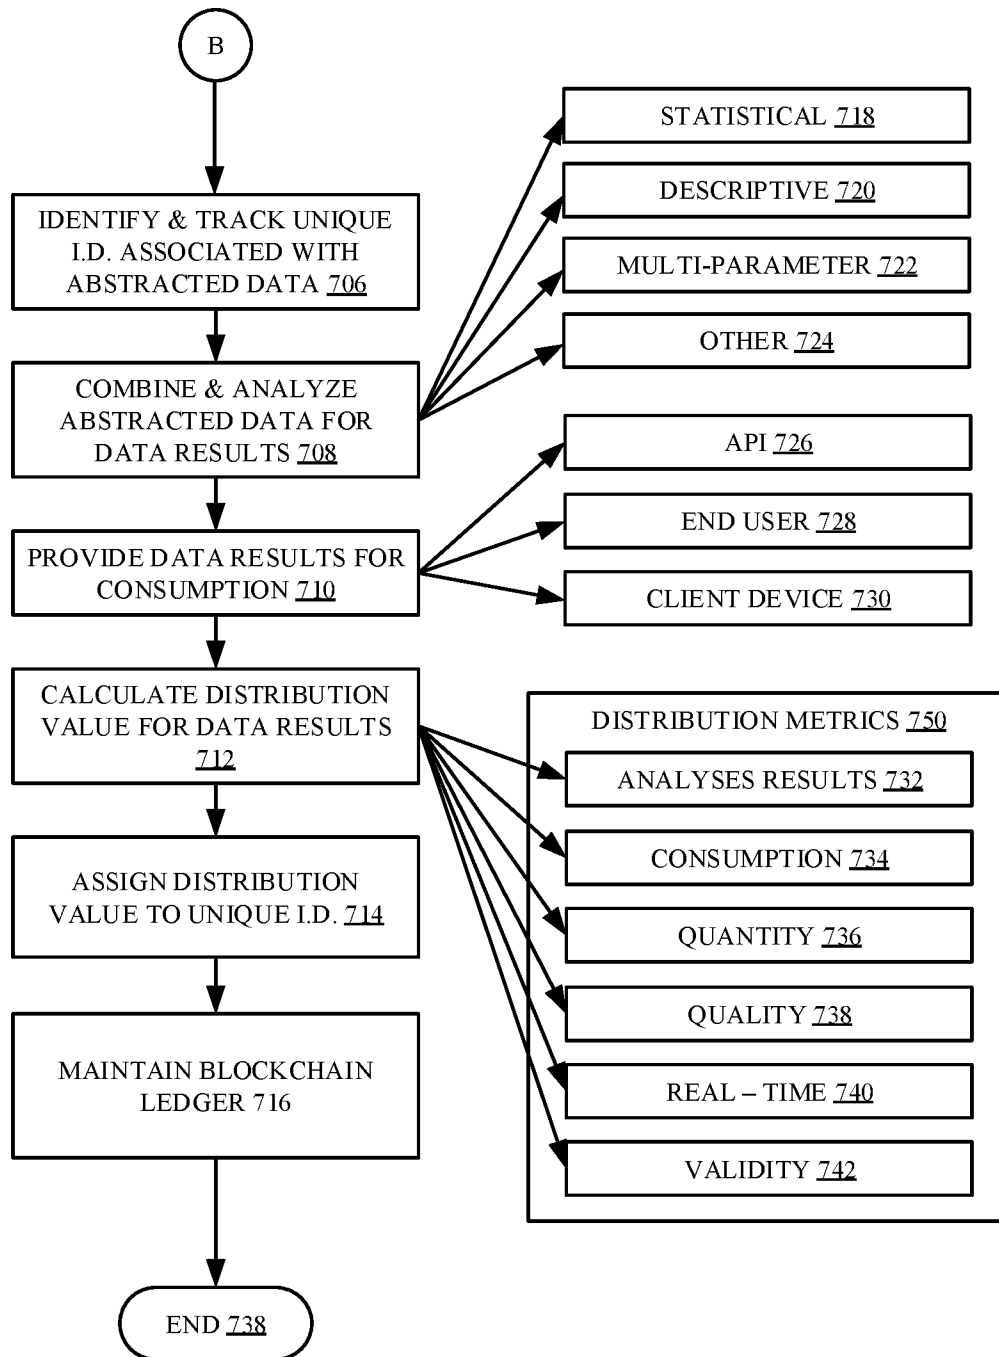 B
IDENTIFY & TRACK UNIQUE
I.D. ASSOCIATED WITH
ABSTRACTED DATA 706
COMBINE & ANALYZE
ABSTRACTED DATA FOR
DATA RESULTS 708
STATISTICAL 718
DESCRIPTIVE 720
MULTI-PARAMETER 722
OTHER 724
PROVIDE DATA RESULTS FOR
CONSUMPTION 710
API 726
END USER 728
CLIENT DEVICE 730
CALCULATE DISTRIBUTION
VALUE FOR DATA RESULTS
712
DISTRIBUTION METRICS 750
ANALYSES RESULTS 732
CONSUMPTION 734
QUANTITY 736
QUALITY 738
REAL – TIME 740
VALIDITY 742
ASSIGN DISTRIBUTION
VALUE TO UNIQUE I.D. 714
MAINTAIN BLOCKCHAIN
LEDGER 716
END 738